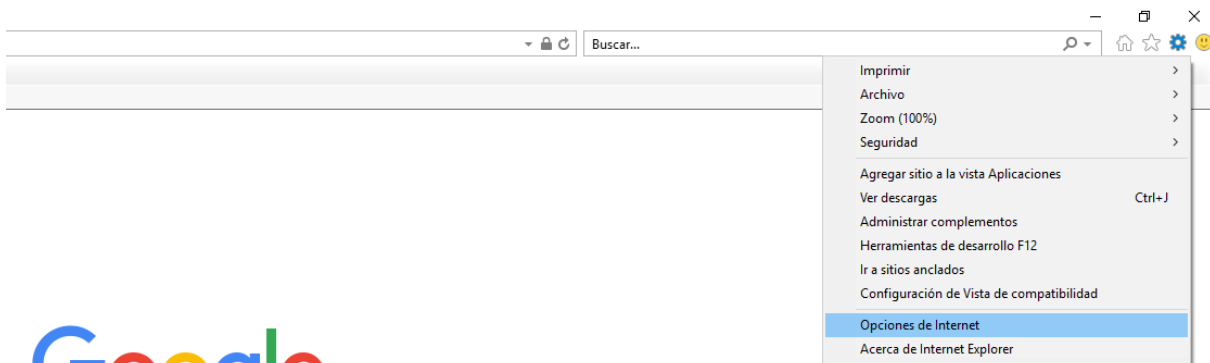 Buscar...
Imprimir
Archivo
Zoom (100%)
Seguridad
Agregar sitio a la vista Aplicaciones
Ver descargas Ctrl+J
Administrar complementos
Herramientas de desarrollo F12
Ir a sitios anclados
Configuración de Vista de compatibilidad
Opciones de Internet
Acerca de Internet Explorer
Google